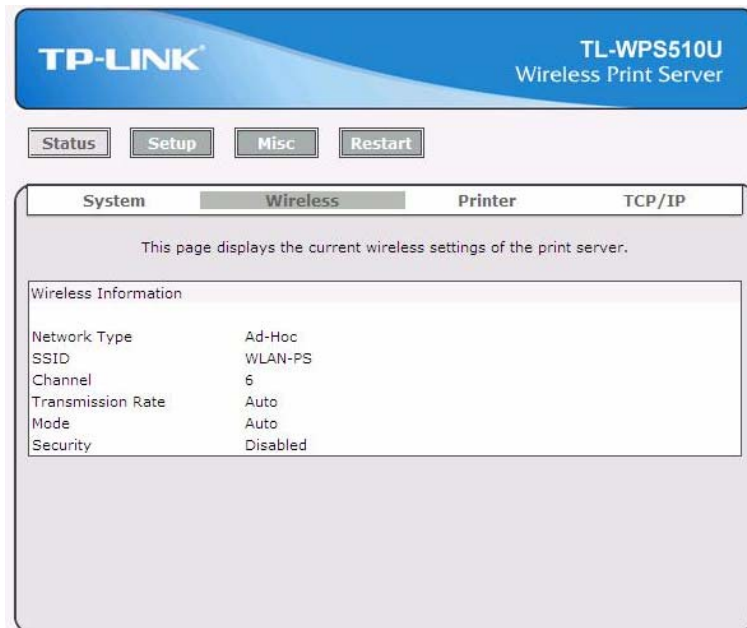 TP-LINK
TL-WPS510U
Wireless Print Server
Status Setup Misc Restart
System Wireless Printer TCP/IP
This page displays the current wireless settings of the print server.
Wireless Information
Network Type Ad-Hoc
SSID WLAN-PS
Channel 6
Transmission Rate Auto
Mode Auto
Security Disabled